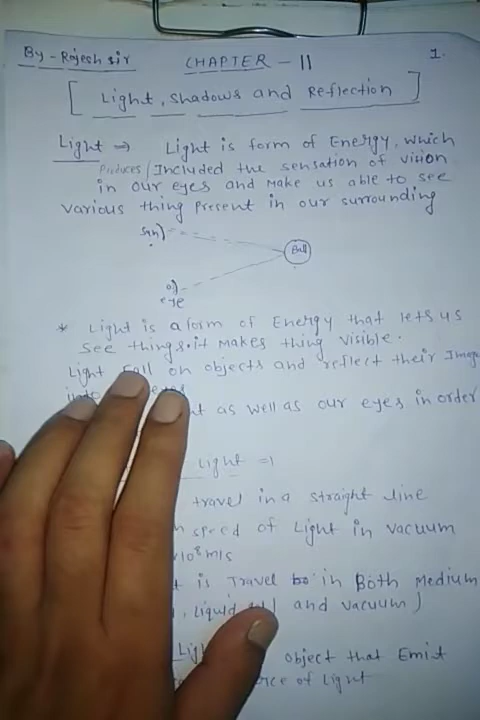 By - Rajesh sir
CHAPTER - 11
1.
[ Light, shadows and Reflection ]
Light ⇒ Light is form of Energy, which
Produces/Included the sensation of vision
in our eyes and make us able to see
various thing present in our surrounding
sun
Ball
eye
* Light is a form of Energy that lets us
see things. it makes thing visible.
Light fall on objects and reflect their Image
as well as our eyes in order
Light ⇒
travel in a straight line
speed of Light in vacuum
10⁸ m/s
is Travel bo in Both Medium
, liquid and vacuum)
Lig object that Emit
of Light